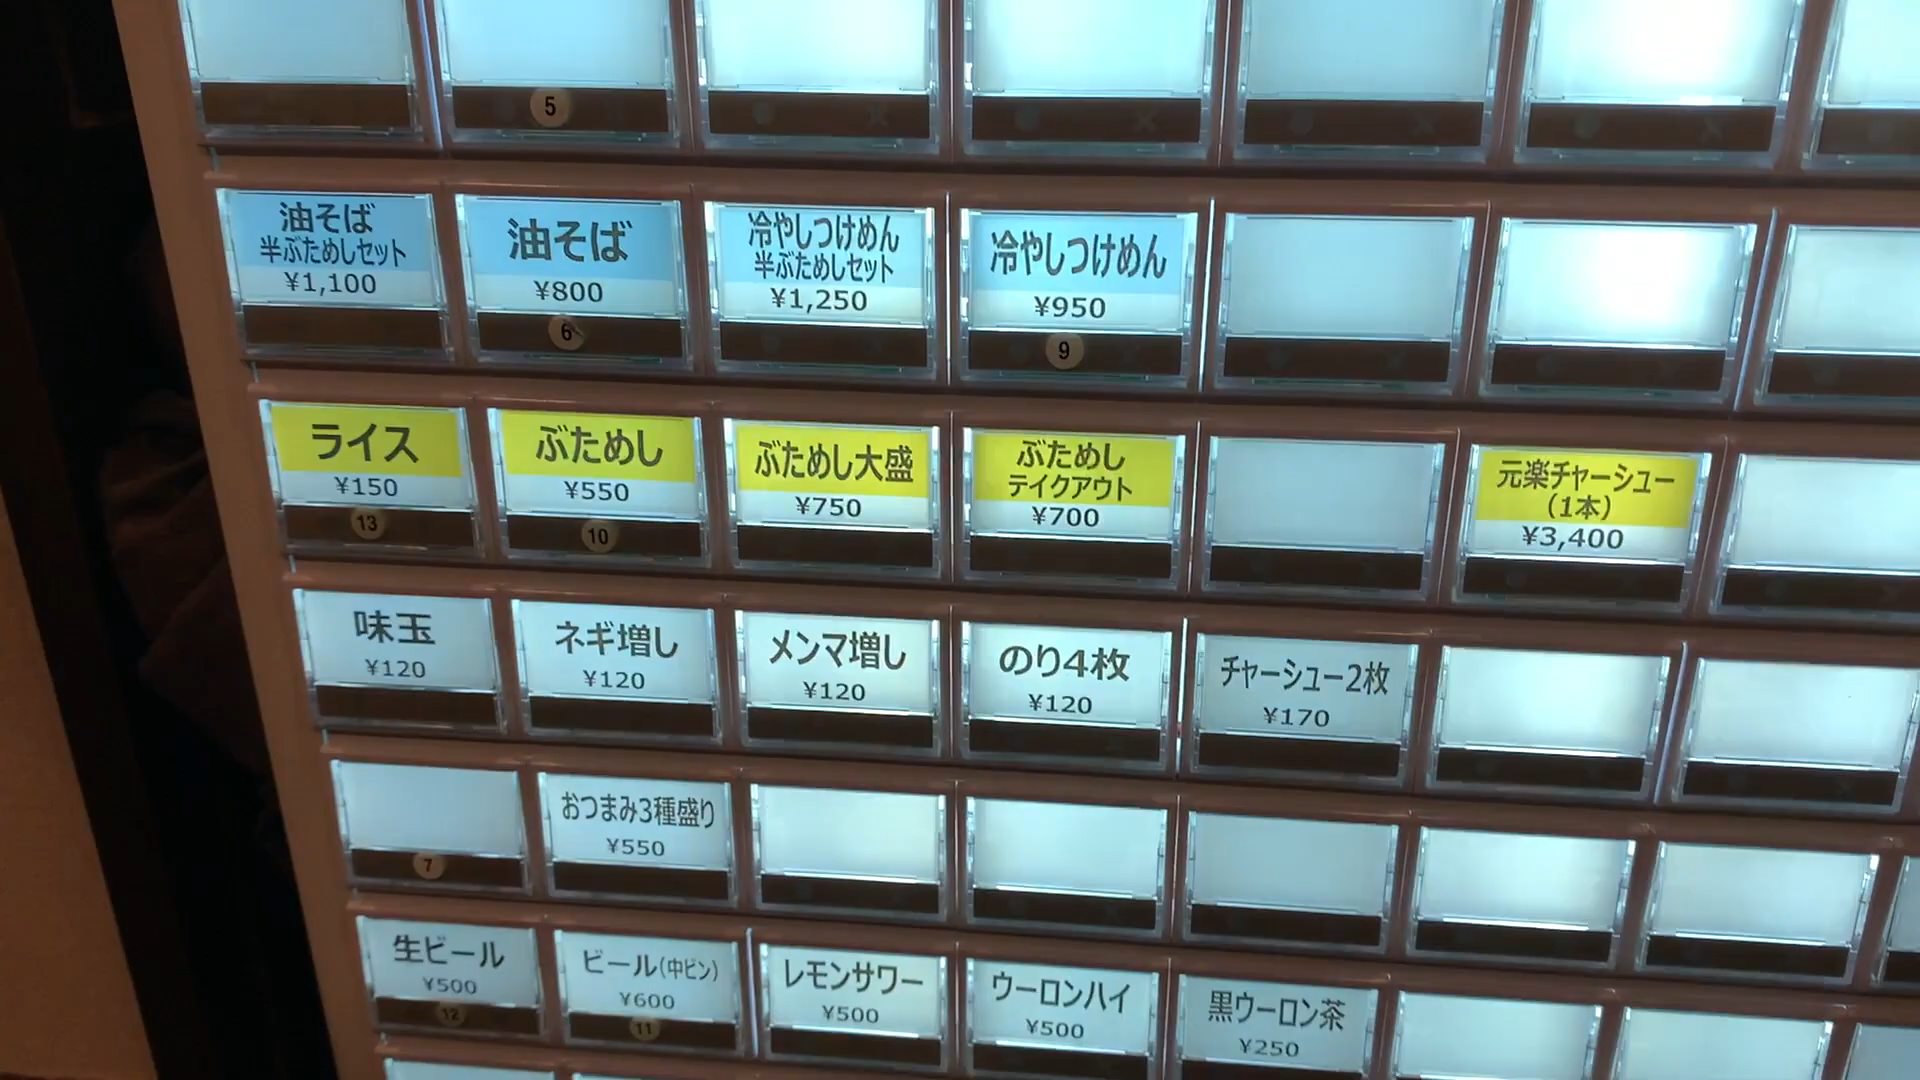 5
油そば
半ぶためしセット
¥1,100
油そば
¥800
6
冷やしつけめん
半ぶためしセット
¥1,250
冷やしつけめん
¥950
9
ライス
¥150
13
ぶためし
¥550
10
ぶためし大盛
¥750
ぶためし
テイクアウト
¥700
元楽チャーシュー
(1本)
¥3,400
味玉
¥120
ネギ増し
¥120
メンマ増し
¥120
のり4枚
¥120
チャーシュー2枚
¥170
7
おつまみ3種盛り
¥550
生ビール
¥500
12
ビール(中ビン)
¥600
11
レモンサワー
¥500
ウーロンハイ
¥500
黒ウーロン茶
¥250